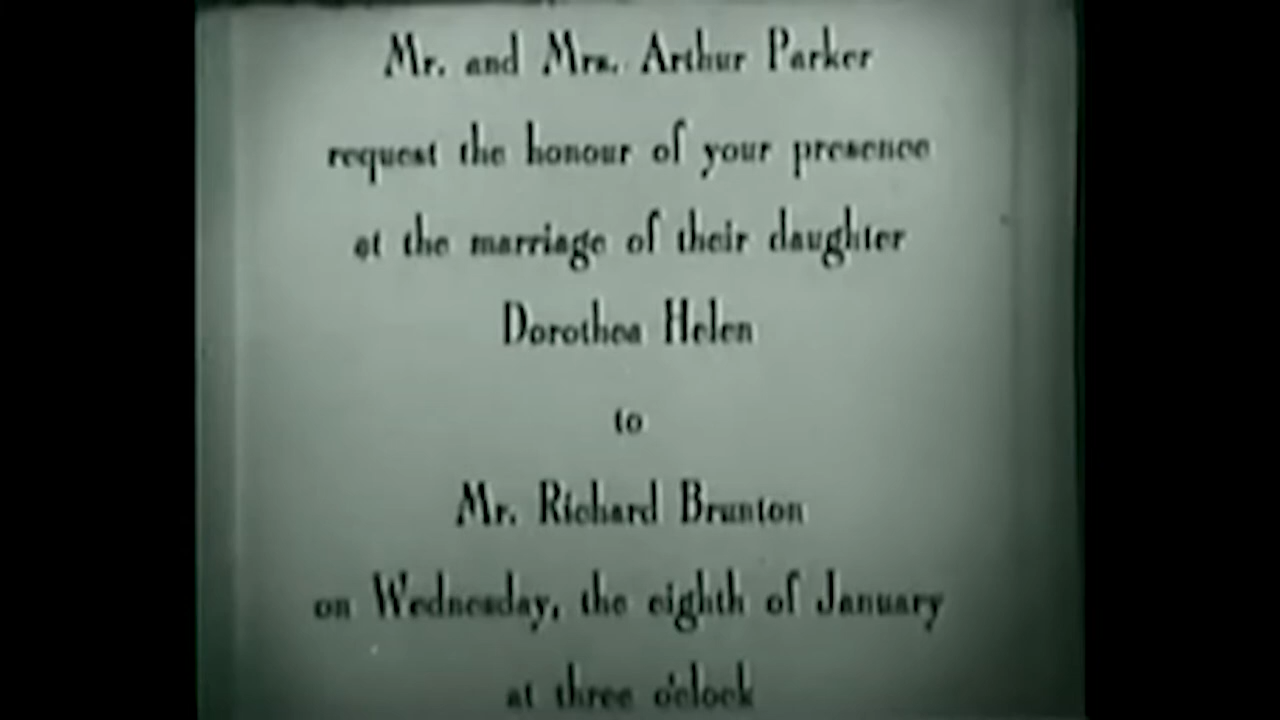 Mr. and Mrs. Arthur Parker
request the honour of your presence
at the marriage of their daughter
Dorothea Helen
to
Mr. Richard Brunton
on Wednesday, the eighth of January
at three o'clock